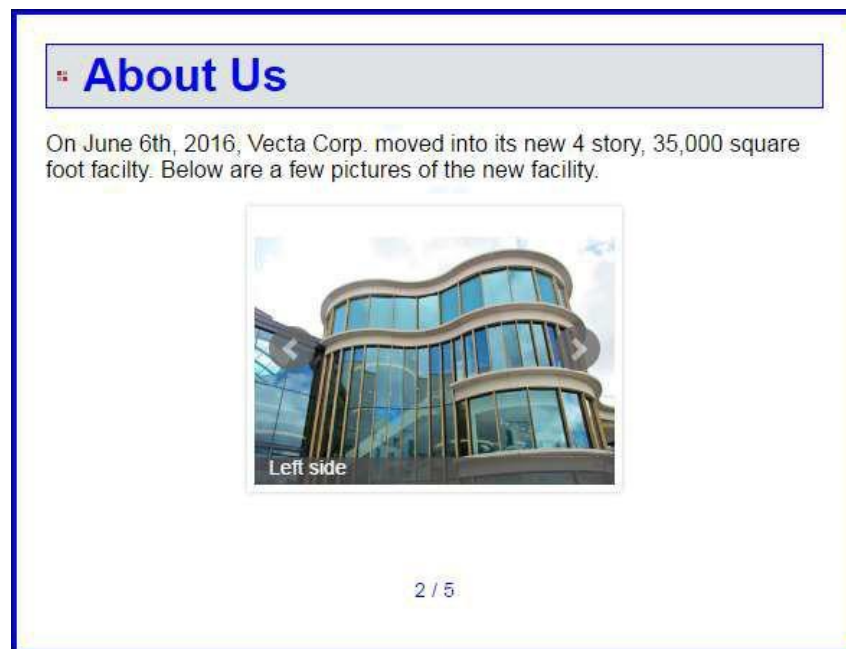 About Us
On June 6th, 2016, Vecta Corp. moved into its new 4 story, 35,000 square
foot facilty. Below are a few pictures of the new facility.
Left side
2 / 5